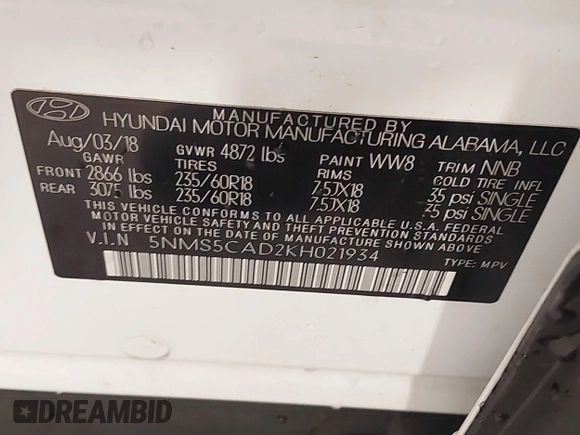 MANUFACTURED BY
HYUNDAI MOTOR MANUFACTURING ALABAMA, LLC
Aug/03/18 GVWR 4872 lbs PAINT WW8 TRIM NNB
GAWR TIRES RIMS COLD TIRE INFL
FRONT 2866 lbs 235/60R18 7.5JX18 35 psi SINGLE
REAR 3075 lbs 235/60R18 7.5JX18 35 psi SINGLE
THIS VEHICLE CONFORMS TO ALL APPLICABLE U.S.A. FEDERAL
MOTOR VEHICLE SAFETY AND THEFT PREVENTION STANDARDS
IN EFFECT ON THE DATE OF MANUFACTURE SHOWN ABOVE
V.I.N 5NMS5CAD2KH021934
TYPE: MPV
DREAMBID